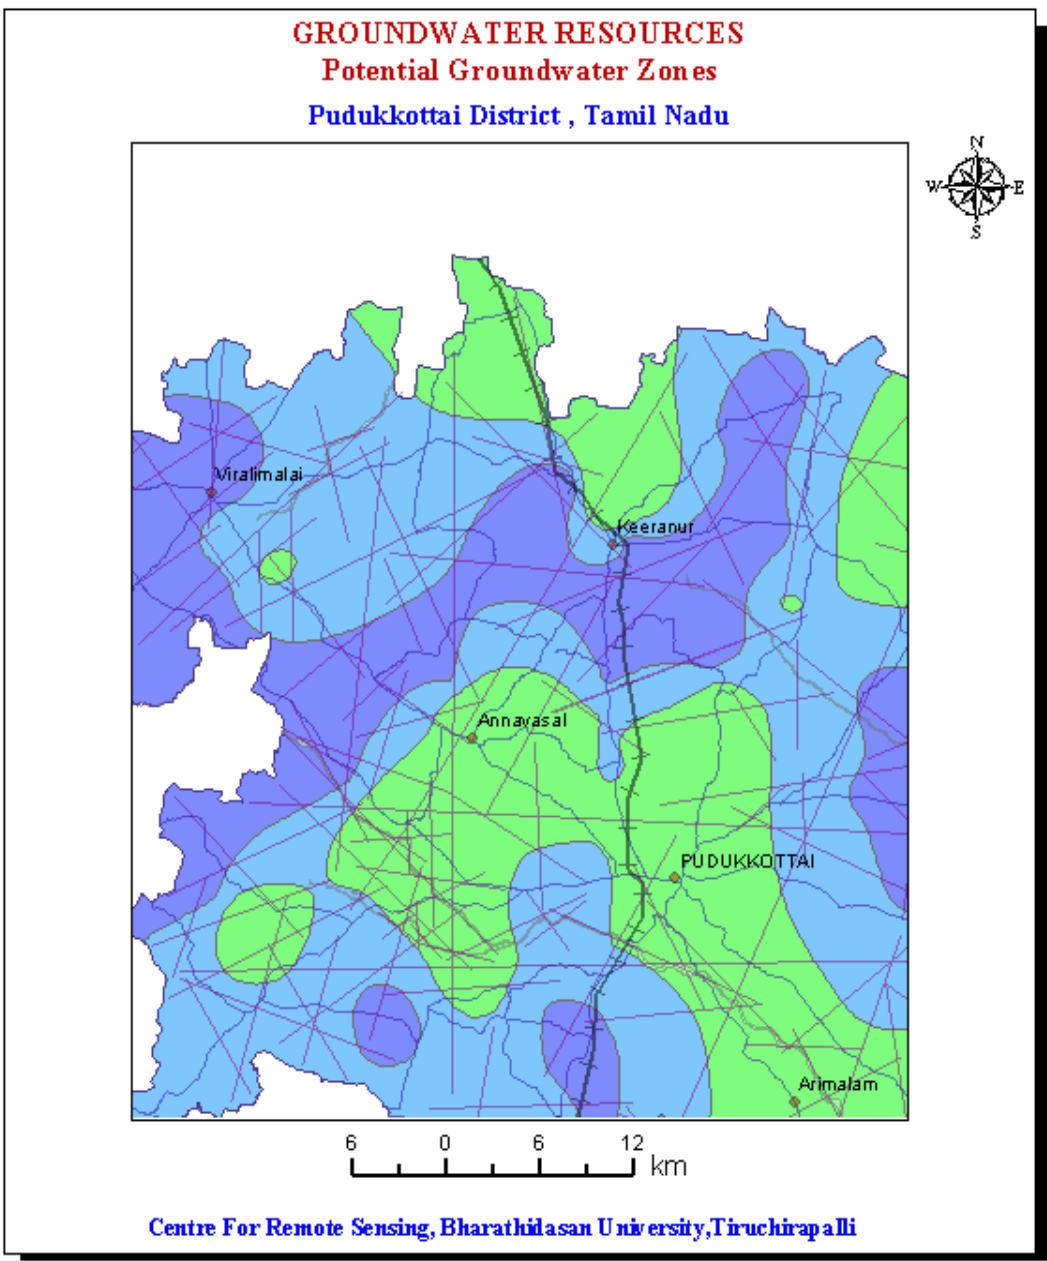 GROUNDWATER RESOURCES
Potential Groundwater Zones
Pudukkottai District , Tamil Nadu
N
W E
S
Viralimalai
Keeranur
Annavasal
PUDUKKOTTAI
Arimalam
6 0 6 12
km
Centre For Remote Sensing, Bharathidasan University,Tiruchirapalli